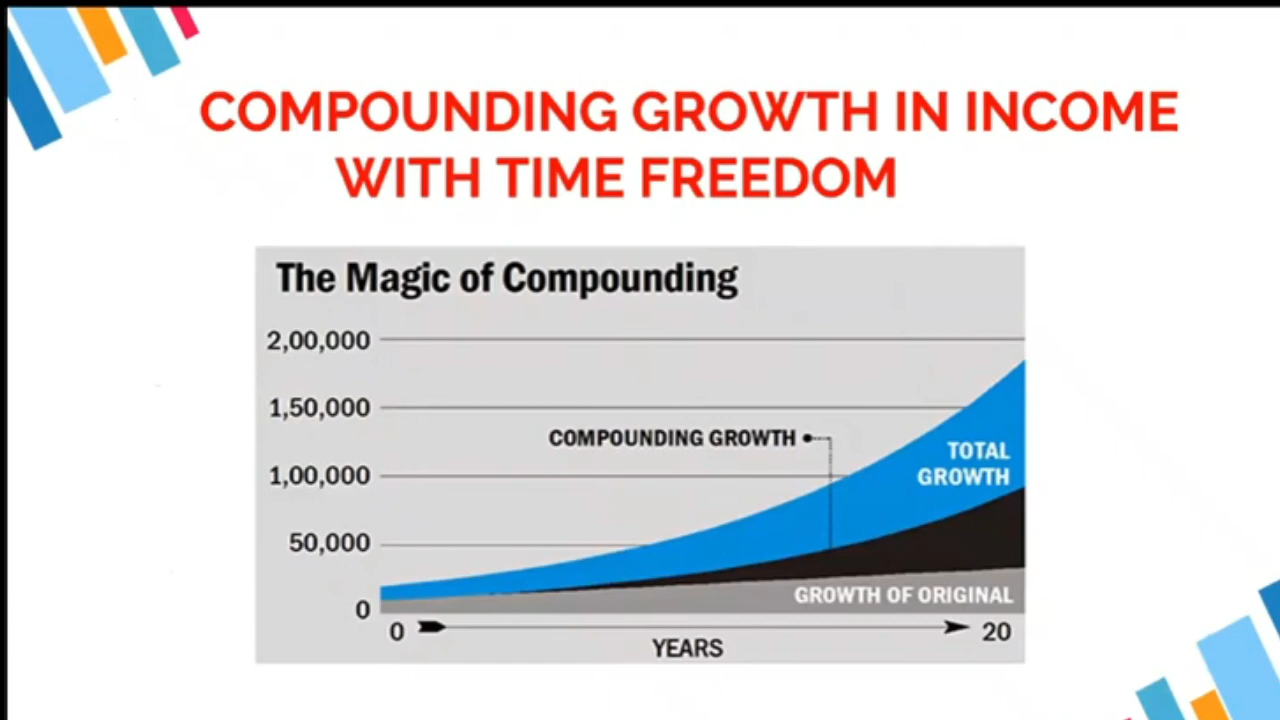 COMPOUNDING GROWTH IN INCOME
WITH TIME FREEDOM
The Magic of Compounding
2,00,000
1,50,000
COMPOUNDING GROWTH
TOTAL
GROWTH
1,00,000
50,000
GROWTH OF ORIGINAL
0
0
20
YEARS